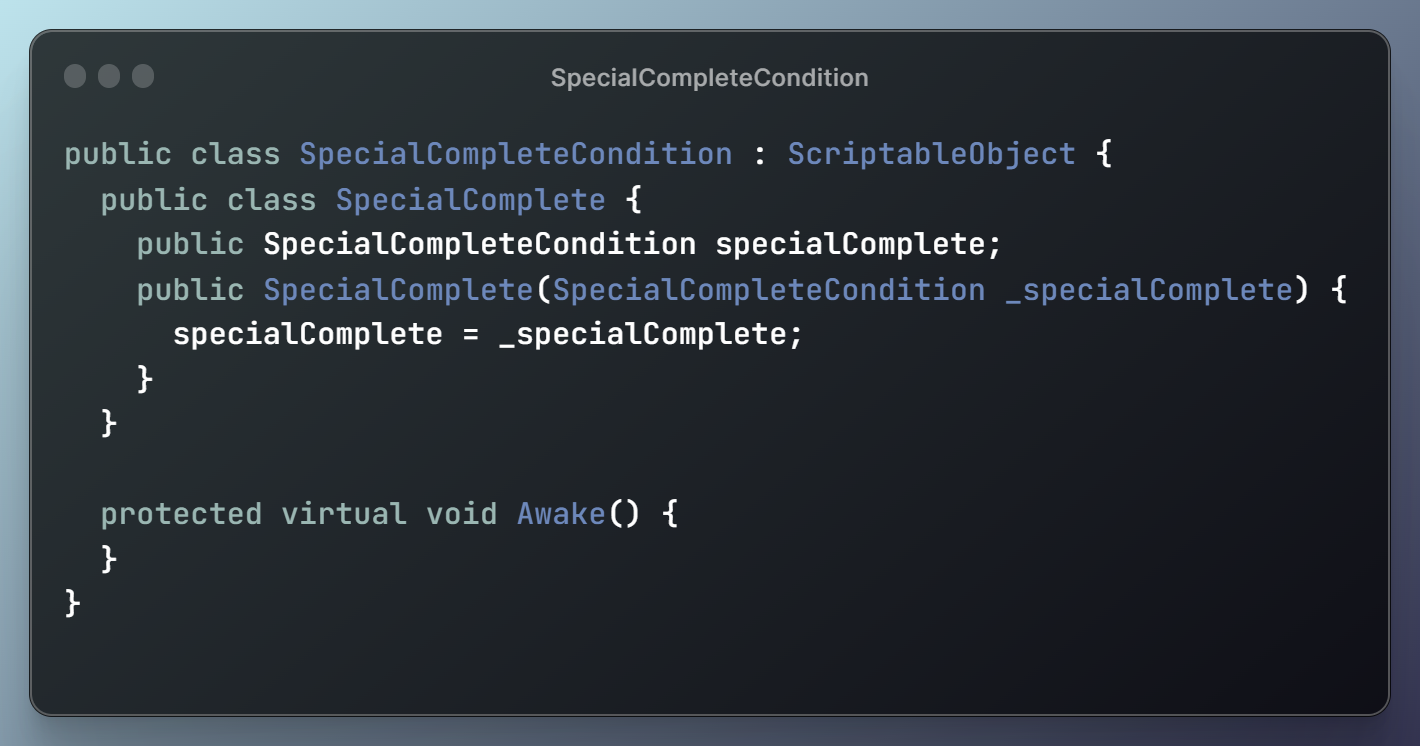 SpecialCompleteCondition
public class SpecialCompleteCondition : ScriptableObject {
  public class SpecialComplete {
    public SpecialCompleteCondition specialComplete;
    public SpecialComplete(SpecialCompleteCondition _specialComplete) {
      specialComplete = _specialComplete;
    }
  }

  protected virtual void Awake() {
  }
}